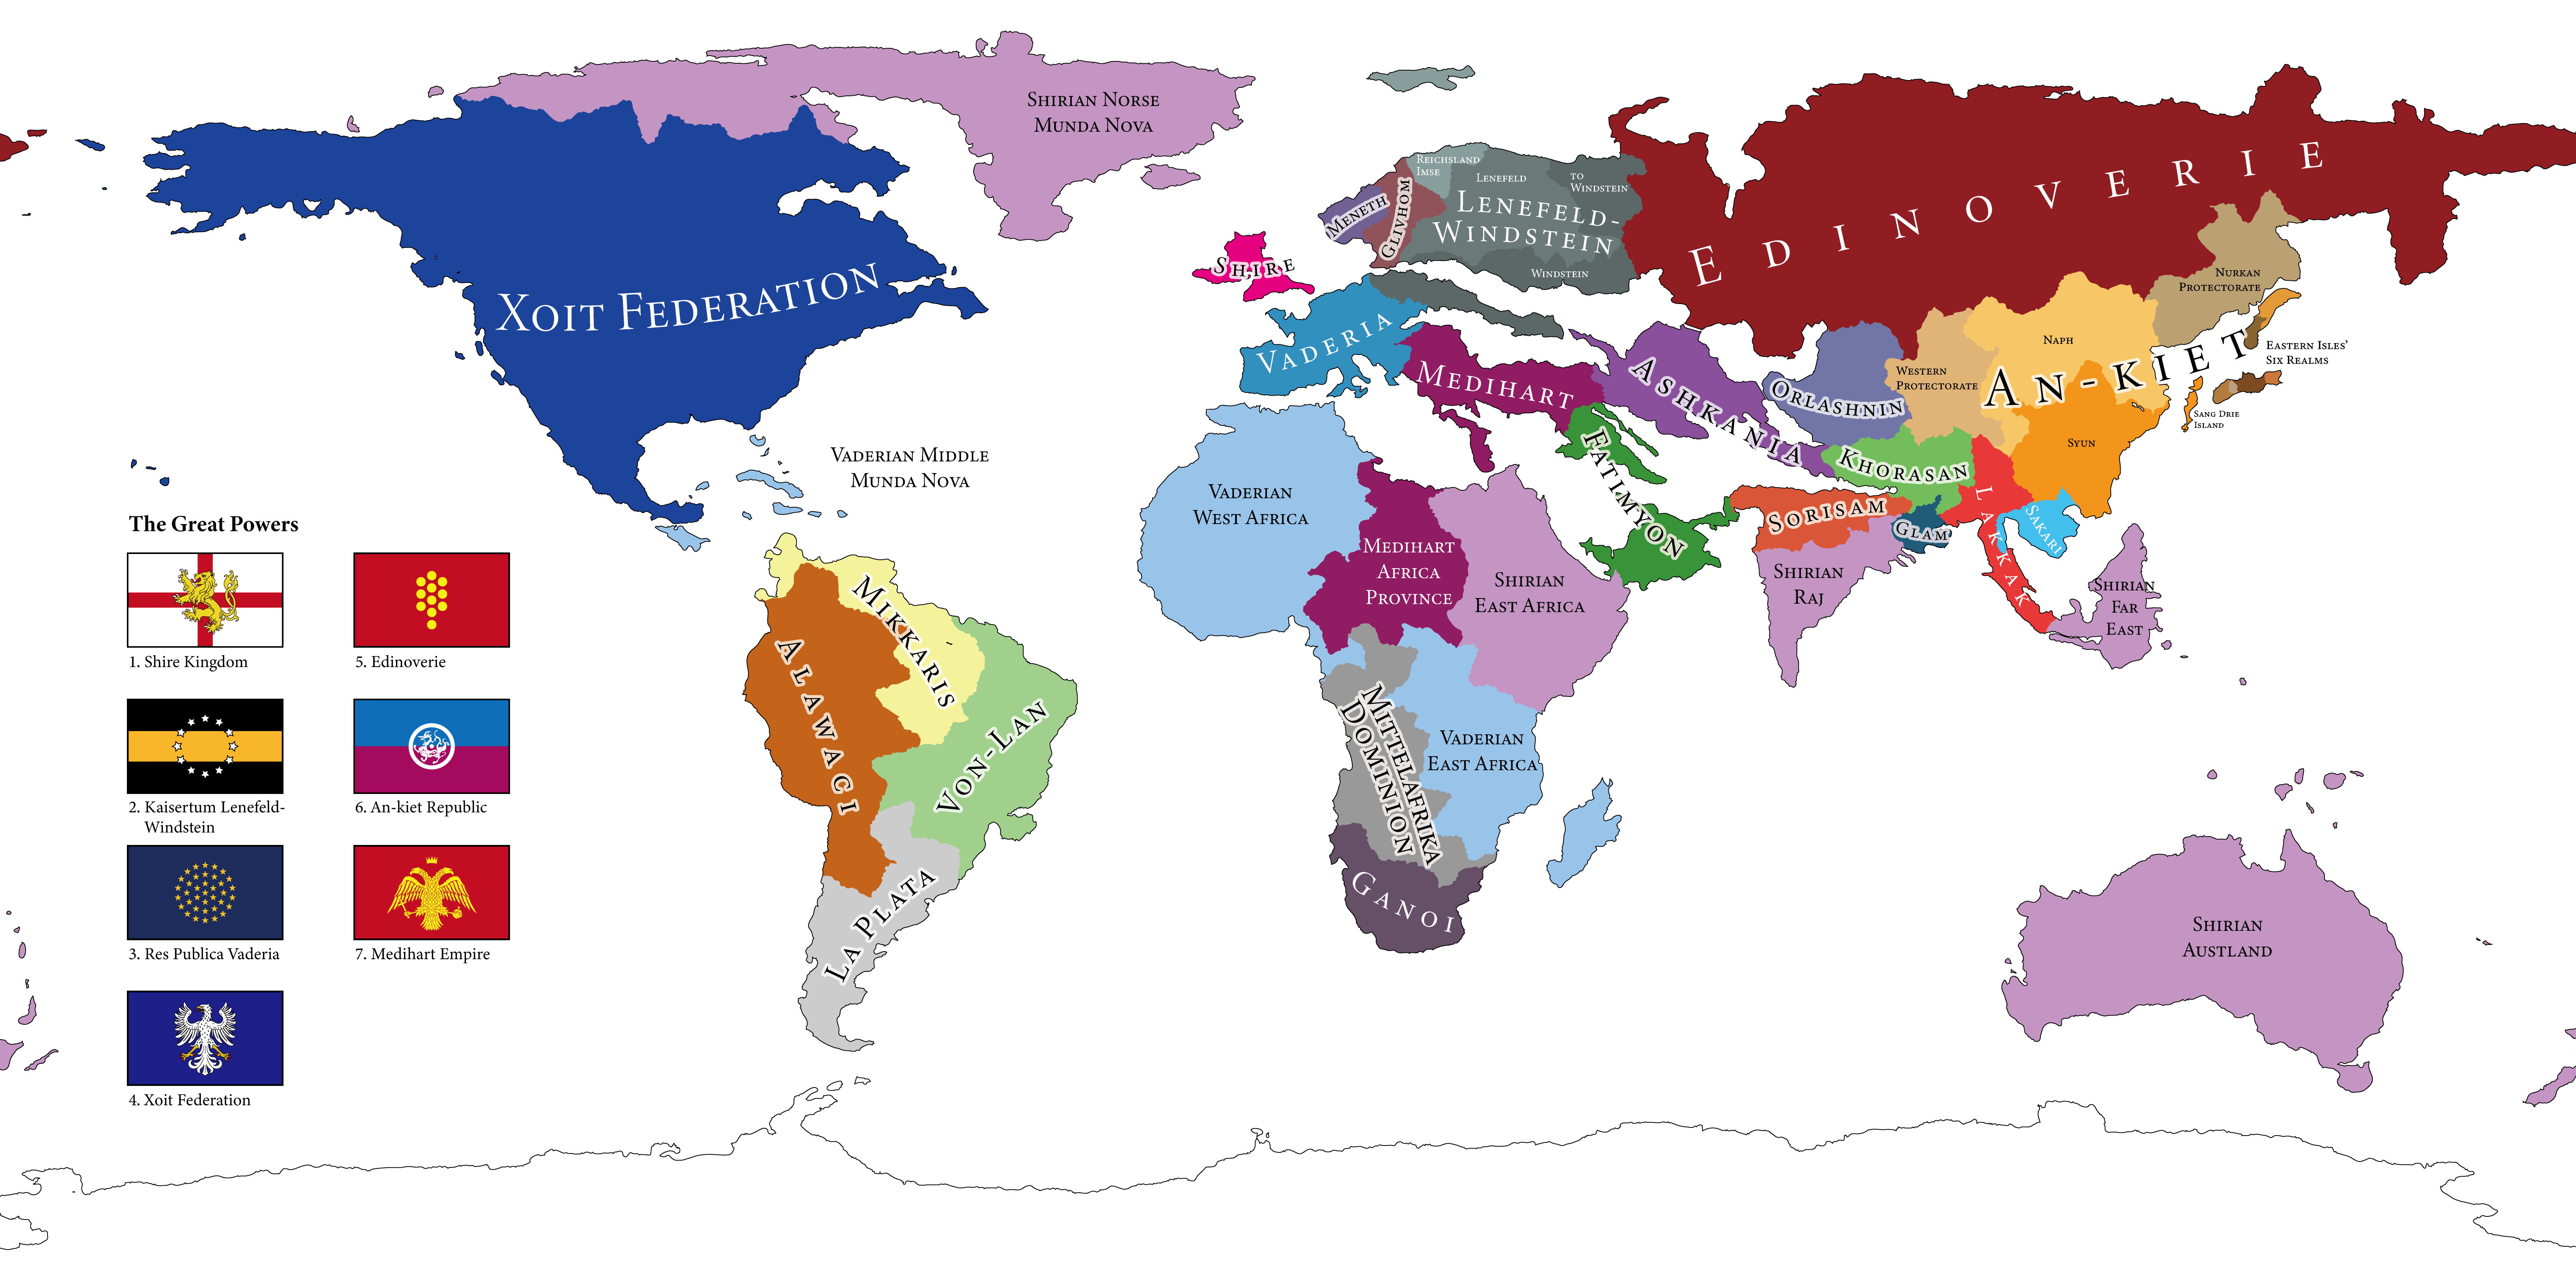 Shirian Norse
Munda Nova
Xoit Federation
Vaderian Middle
Munda Nova
Mikkaris
Alawaci
Von-Lan
La Plata
Shire
Meneth
Glivhom
Reichsland
Imse
Lenefeld
to
Windstein
Lenefeld-
Windstein
Windstein
Vaderia
Medihart
Edinoverie
Ashkania
Orlashnin
Fatimyon
Khorasan
Sorisam
Glam
Lakkak
Sakari
Nurkan
Protectorate
Western
Protectorate
Naph
An-kiet
Syun
Eastern Isles'
Six Realms
Sang Drie
Island
Vaderian
West Africa
Medihart
Africa
Province
Shirian
East Africa
Mittelafrika
Dominion
Vaderian
East Africa
Ganoi
Shirian
Raj
Shirian
Far
East
Shirian
Austland
The Great Powers
1. Shire Kingdom
2. Kaisertum Lenefeld-
Windstein
3. Res Publica Vaderia
4. Xoit Federation
5. Edinoverie
6. An-kiet Republic
7. Medihart Empire